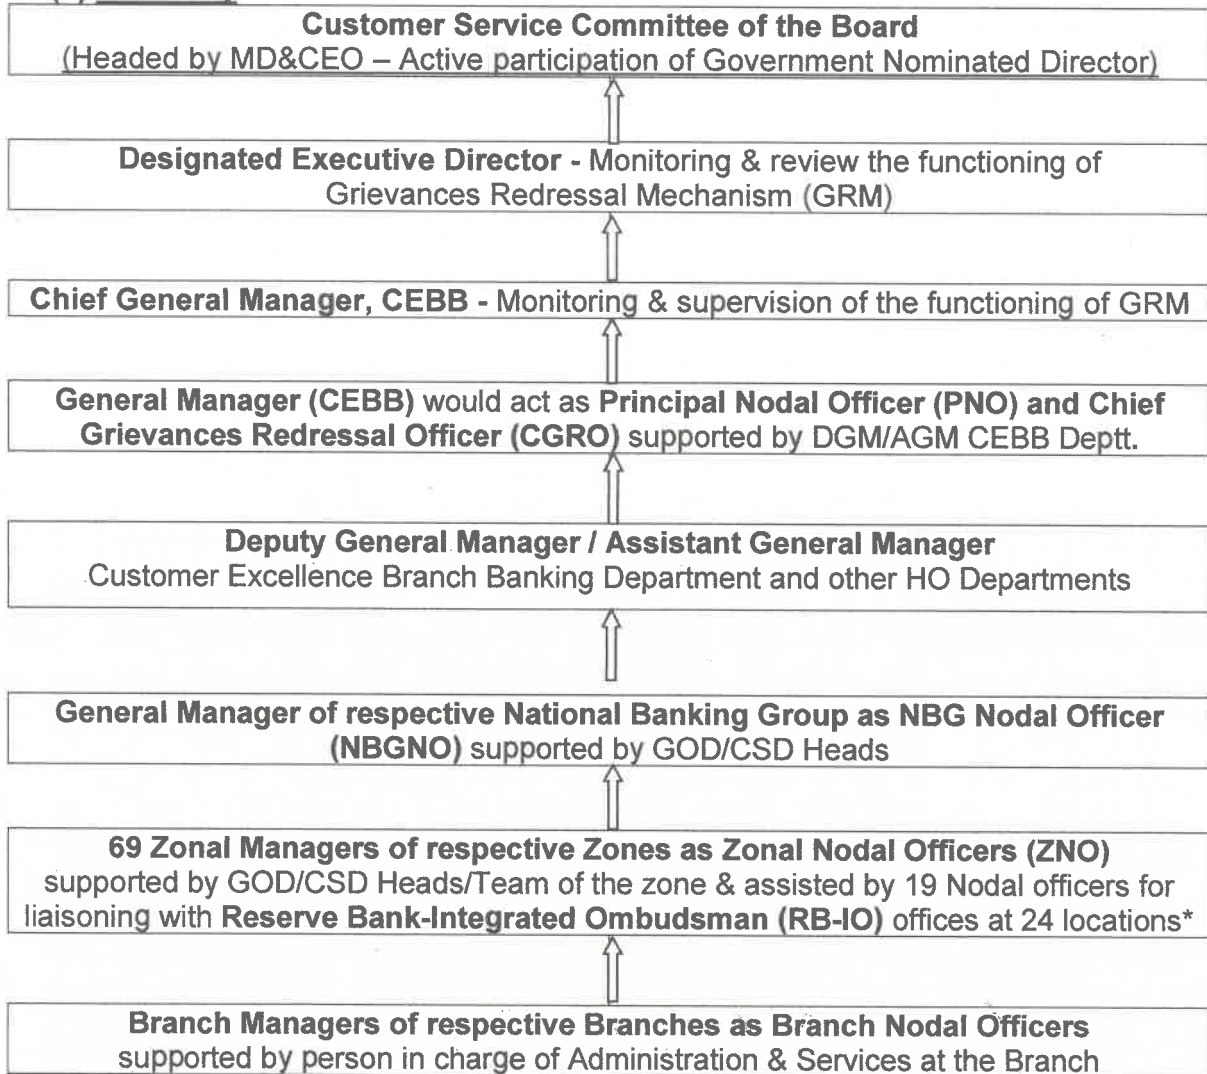 Customer Service Committee of the Board
(Headed by MD&CEO – Active participation of Government Nominated Director)
Designated Executive Director - Monitoring & review the functioning of
Grievances Redressal Mechanism (GRM)
Chief General Manager, CEBB - Monitoring & supervision of the functioning of GRM
General Manager (CEBB) would act as Principal Nodal Officer (PNO) and Chief
Grievances Redressal Officer (CGRO) supported by DGM/AGM CEBB Deptt.
Deputy General Manager / Assistant General Manager
Customer Excellence Branch Banking Department and other HO Departments
General Manager of respective National Banking Group as NBG Nodal Officer
(NBGNO) supported by GOD/CSD Heads
69 Zonal Managers of respective Zones as Zonal Nodal Officers (ZNO)
supported by GOD/CSD Heads/Team of the zone & assisted by 19 Nodal officers for
liaisoning with Reserve Bank-Integrated Ombudsman (RB-IO) offices at 24 locations*
Branch Managers of respective Branches as Branch Nodal Officers
supported by person in charge of Administration & Services at the Branch